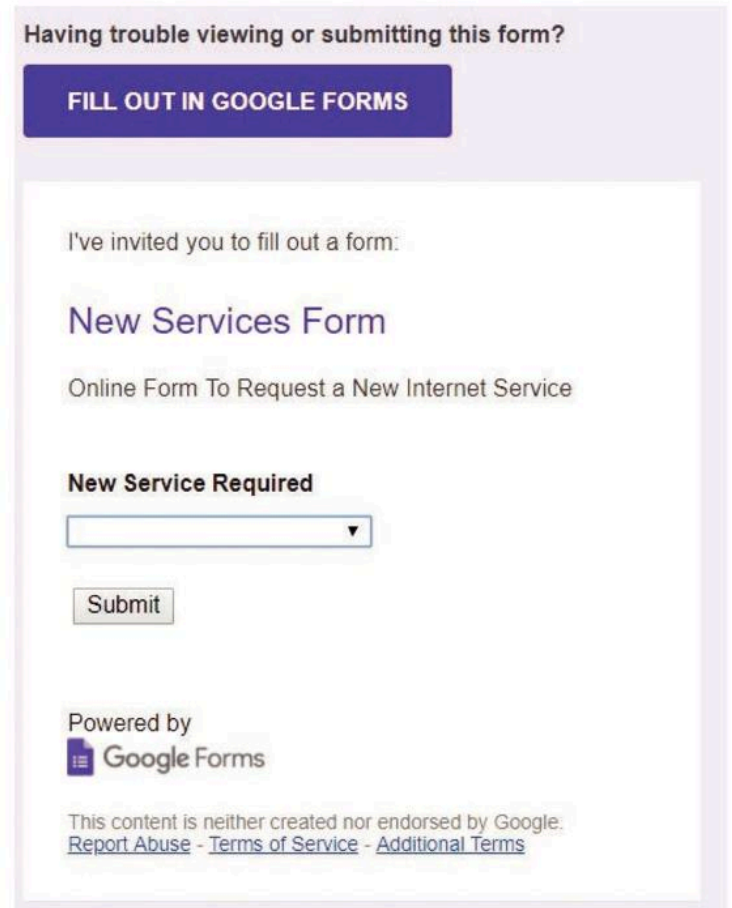 Having trouble viewing or submitting this form?
FILL OUT IN GOOGLE FORMS
I've invited you to fill out a form:
New Services Form
Online Form To Request a New Internet Service
New Service Required
Submit
Powered by
Google Forms
This content is neither created nor endorsed by Google.
Report Abuse - Terms of Service - Additional Terms